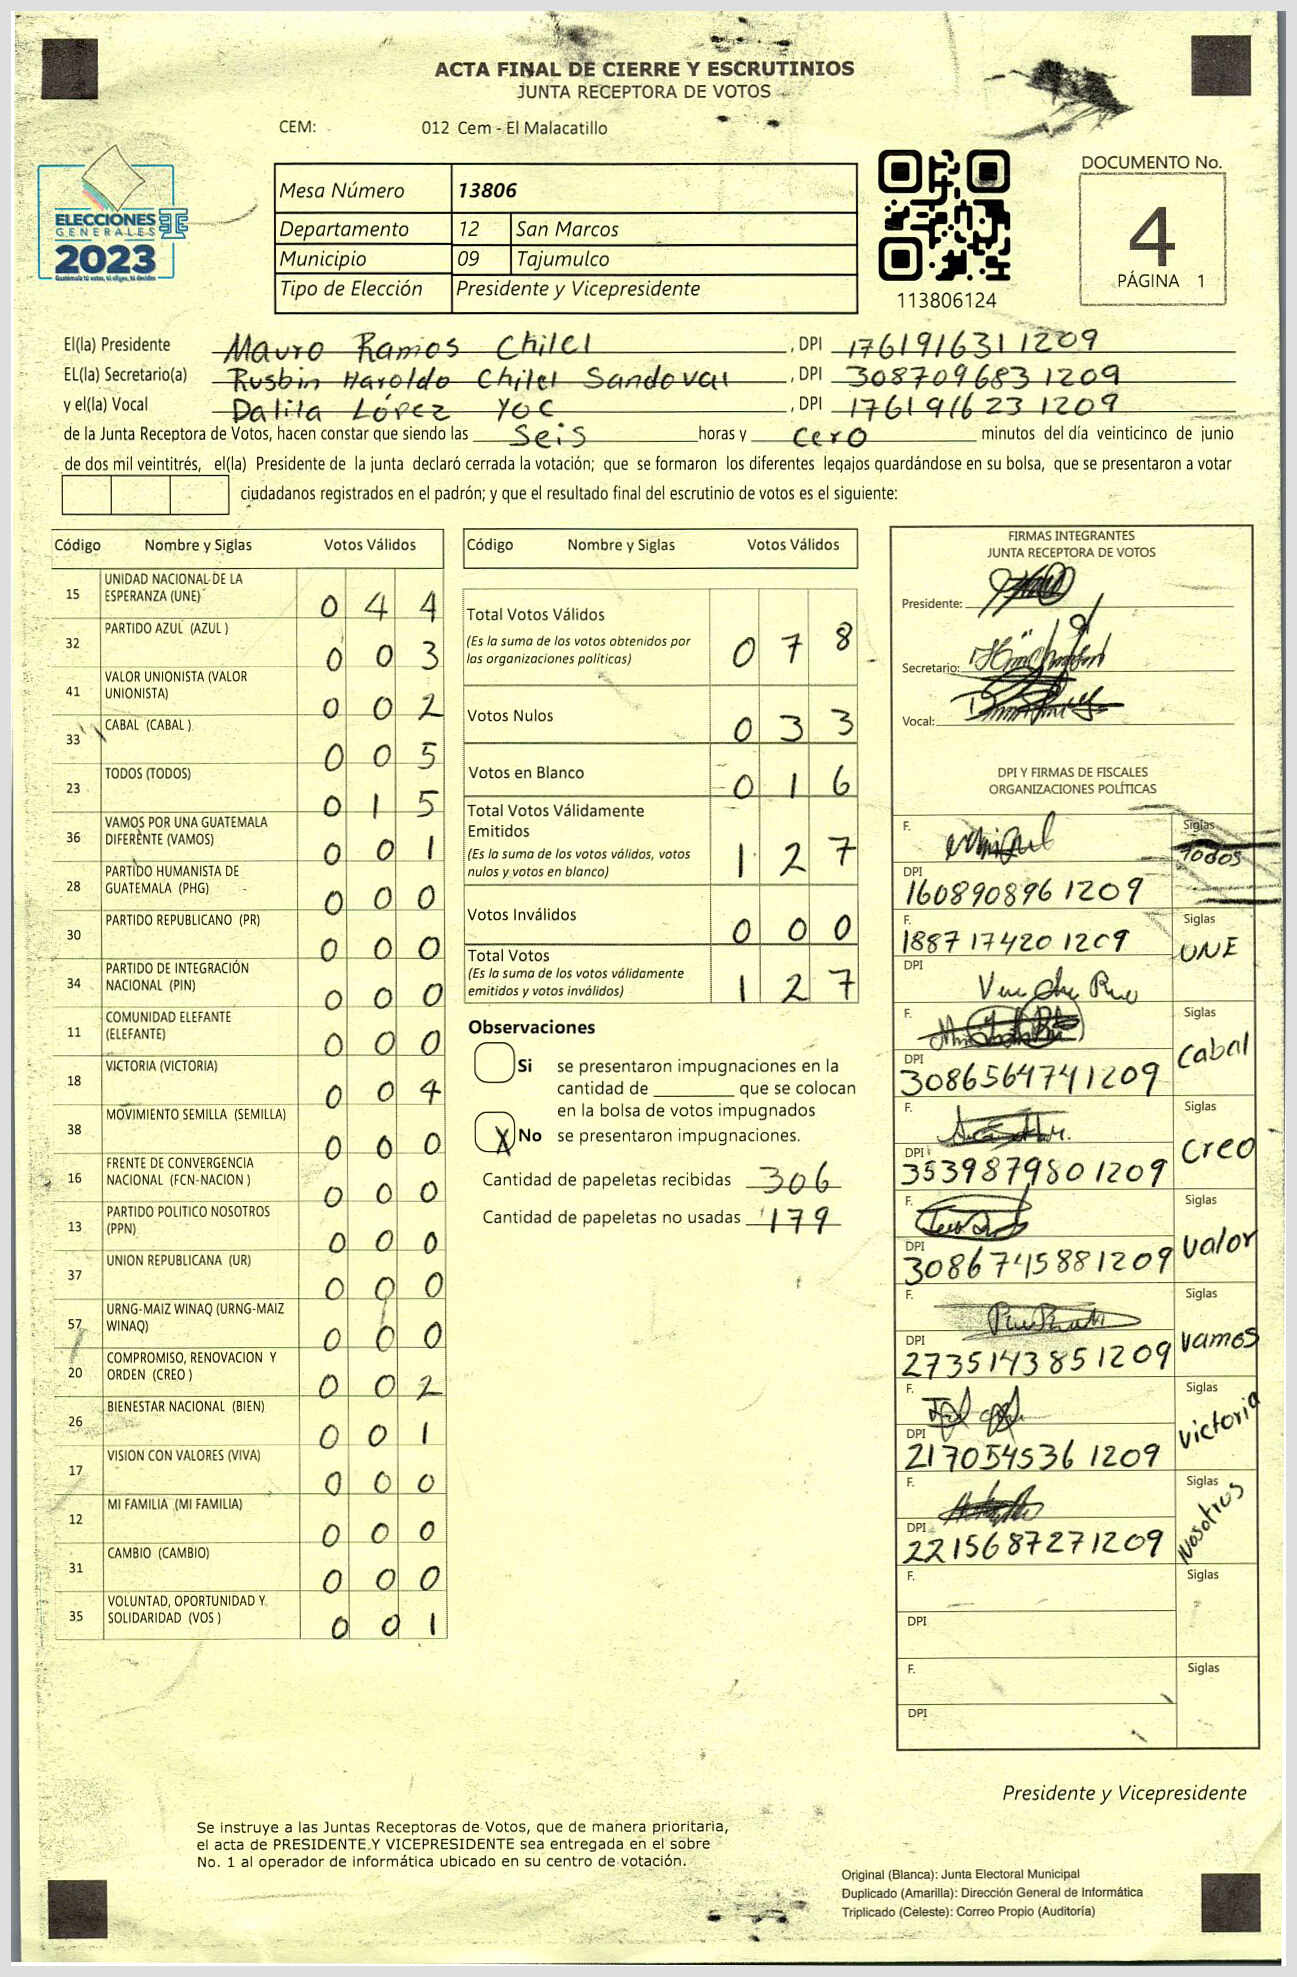 ACTA FINAL DE CIERRE Y ESCRUTINIOS
JUNTA RECEPTORA DE VOTOS
CEM: 012 Cem - El Malacatillo
ELECCIONES
GENERALES
2023
Guatemala tú votas, tú eliges, tú decides
Mesa Número 13806
Departamento 12 San Marcos
Municipio 09 Tajumulco
Tipo de Elección Presidente y Vicepresidente
113806124
DOCUMENTO No.
4
PÁGINA 1
El(la) Presidente Mauro Ramos Chilel , DPI 1761916311209
EL(la) Secretario(a) Rusbin Haroldo Chilel Sandoval , DPI 3087096831209
y el(la) Vocal Dalila López YOC , DPI 1761916231209
de la Junta Receptora de Votos, hacen constar que siendo las Seis horas y cero minutos del día veinticinco de junio
de dos mil veintitrés, el(la) Presidente de la junta declaró cerrada la votación; que se formaron los diferentes legajos guardándose en su bolsa, que se presentaron a votar
ciudadanos registrados en el padrón; y que el resultado final del escrutinio de votos es el siguiente:
Código Nombre y Siglas Votos Válidos
15 UNIDAD NACIONAL DE LA
ESPERANZA (UNE) 0 4 4
32 PARTIDO AZUL (AZUL ) 0 0 3
41 VALOR UNIONISTA (VALOR
UNIONISTA) 0 0 2
33 CABAL (CABAL ) 0 0 5
23 TODOS (TODOS) 0 1 5
36 VAMOS POR UNA GUATEMALA
DIFERENTE (VAMOS) 0 0 1
28 PARTIDO HUMANISTA DE
GUATEMALA (PHG) 0 0 0
30 PARTIDO REPUBLICANO (PR) 0 0 0
34 PARTIDO DE INTEGRACIÓN
NACIONAL (PIN) 0 0 0
11 COMUNIDAD ELEFANTE
(ELEFANTE) 0 0 0
18 VICTORIA (VICTORIA) 0 0 4
38 MOVIMIENTO SEMILLA (SEMILLA) 0 0 0
16 FRENTE DE CONVERGENCIA
NACIONAL (FCN-NACION ) 0 0 0
13 PARTIDO POLITICO NOSOTROS
(PPN) 0 0 0
37 UNION REPUBLICANA (UR) 0 0 0
57 URNG-MAIZ WINAQ (URNG-MAIZ
WINAQ) 0 0 0
20 COMPROMISO, RENOVACION Y
ORDEN (CREO ) 0 0 2
26 BIENESTAR NACIONAL (BIEN) 0 0 1
17 VISION CON VALORES (VIVA) 0 0 0
12 MI FAMILIA (MI FAMILIA) 0 0 0
31 CAMBIO (CAMBIO) 0 0 0
35 VOLUNTAD, OPORTUNIDAD Y
SOLIDARIDAD (VOS ) 0 0 1
Código Nombre y Siglas Votos Válidos
Total Votos Válidos 0 7 8
(Es la suma de los votos obtenidos por
las organizaciones políticas)
Votos Nulos 0 3 3
Votos en Blanco 0 1 6
Total Votos Válidamente
Emitidos 1 2 7
(Es la suma de los votos válidos, votos
nulos y votos en blanco)
Votos Inválidos 0 0 0
Total Votos 1 2 7
(Es la suma de los votos válidamente
emitidos y votos inválidos)
Observaciones
Si se presentaron impugnaciones en la
cantidad de ________ que se colocan
en la bolsa de votos impugnados
X No se presentaron impugnaciones.
Cantidad de papeletas recibidas 306
Cantidad de papeletas no usadas 179
FIRMAS INTEGRANTES
JUNTA RECEPTORA DE VOTOS
Presidente:
Secretario:
Vocal:
DPI Y FIRMAS DE FISCALES
ORGANIZACIONES POLÍTICAS
F. Siglas
Todos
DPI
1608908961209
F. Siglas
1887174201209 UNE
DPI
F. Siglas
Cabal
DPI
3086564741209
F. Siglas
Creo
DPI
3539879801209
F. Siglas
Valor
DPI
3086745881209
F. Siglas
Vamos
DPI
2735143851209
F. Siglas
Victoria
DPI
2170545361209
F. Siglas
Nosotros
DPI
2215687271209
F. Siglas
DPI
F. Siglas
DPI
Presidente y Vicepresidente
Se instruye a las Juntas Receptoras de Votos, que de manera prioritaria,
el acta de PRESIDENTE Y VICEPRESIDENTE sea entregada en el sobre
No. 1 al operador de informática ubicado en su centro de votación.
Original (Blanca): Junta Electoral Municipal
Duplicado (Amarilla): Dirección General de Informática
Triplicado (Celeste): Correo Propio (Auditoría)